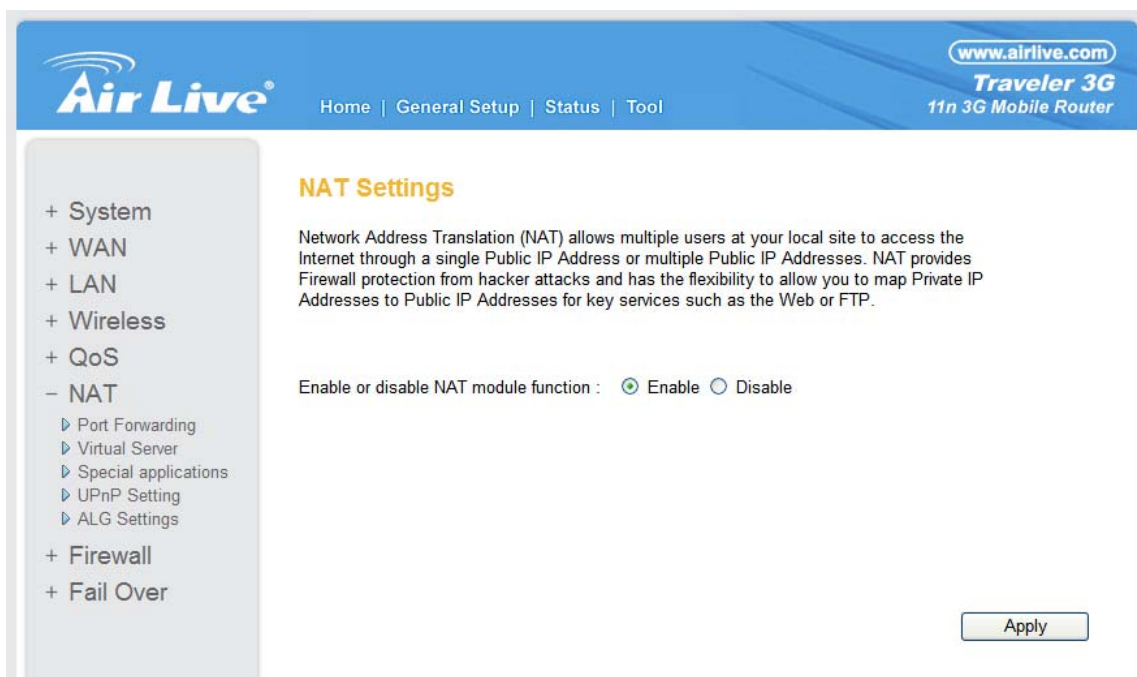 www.airlive.com
Air Live®
Traveler 3G
Home | General Setup | Status | Tool
11n 3G Mobile Router
+ System
+ WAN
+ LAN
+ Wireless
+ QoS
− NAT
Port Forwarding
Virtual Server
Special applications
UPnP Setting
ALG Settings
+ Firewall
+ Fail Over
NAT Settings
Network Address Translation (NAT) allows multiple users at your local site to access the
Internet through a single Public IP Address or multiple Public IP Addresses. NAT provides
Firewall protection from hacker attacks and has the flexibility to allow you to map Private IP
Addresses to Public IP Addresses for key services such as the Web or FTP.
Enable or disable NAT module function : Enable Disable
Apply